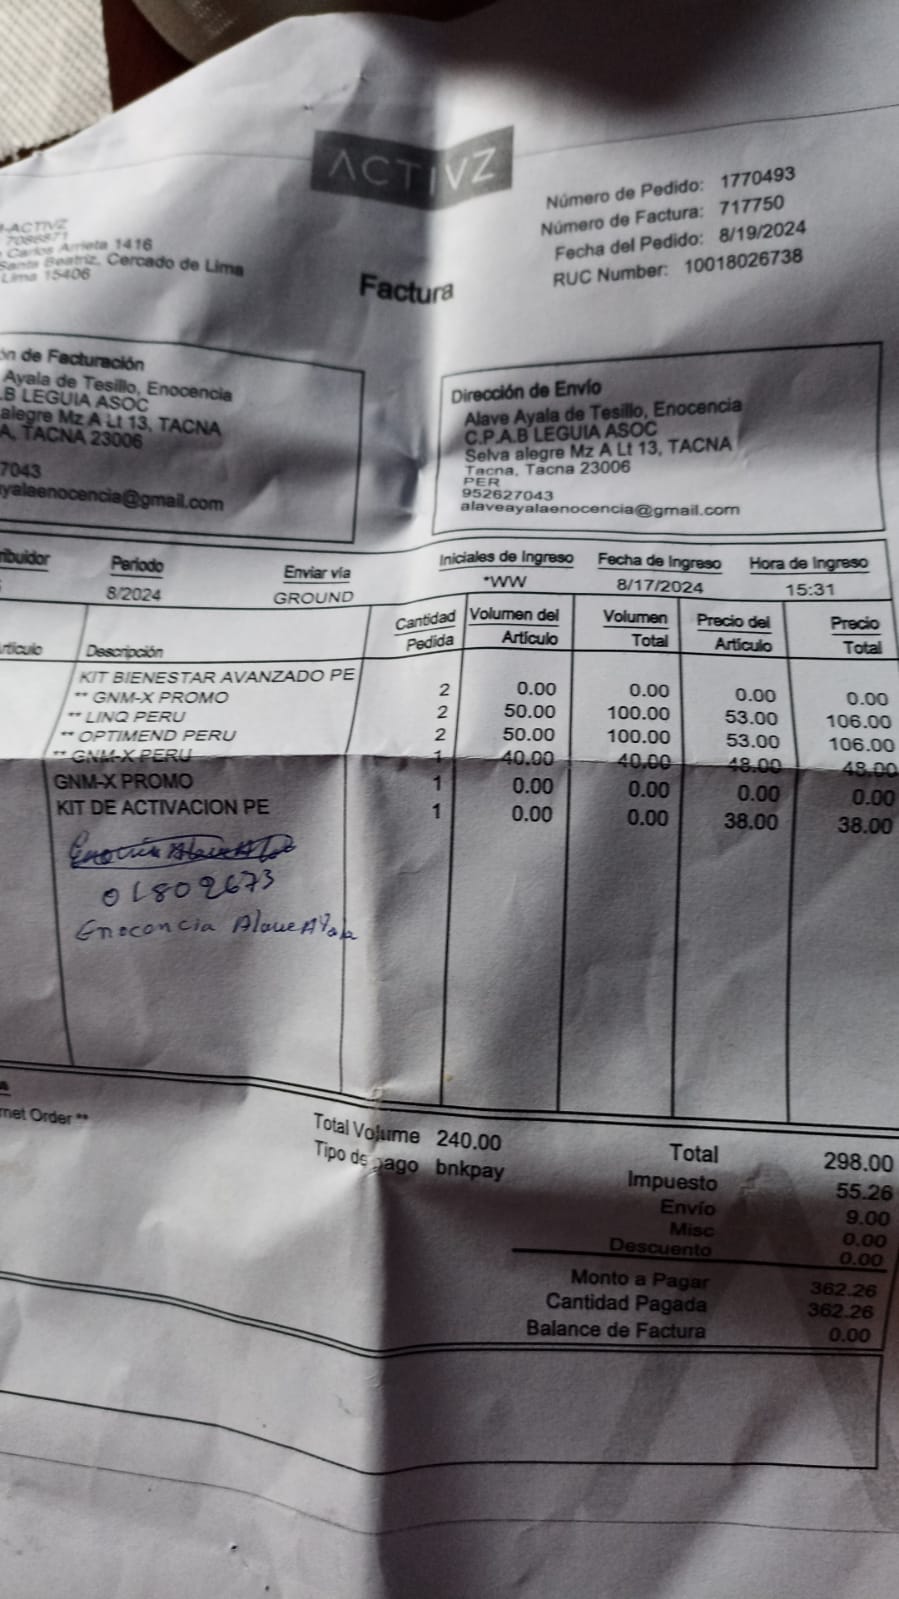 ACTIVZ
Número de Pedido: 1770493
Número de Factura: 717750
Fecha del Pedido: 8/19/2024
RUC Number: 10018026738
-ACTIVZ
7086871
Carlos Arrieta 1416
Santa Beatriz, Cercado de Lima
Lima 15406
Factura
ón de Facturación
Ayala de Tesillo, Enocencia
.B LEGUIA ASOC
alegre Mz A Lt 13, TACNA
A, TACNA 23006
7043
yalaenocencia@gmail.com
Dirección de Envío
Alave Ayala de Tesillo, Enocencia
C.P.A.B LEGUIA ASOC
Selva alegre Mz A Lt 13, TACNA
Tacna, Tacna 23006
PER
952627043
alaveayalaenocencia@gmail.com
ribuidor Período Enviar vía Iniciales de Ingreso Fecha de Ingreso Hora de Ingreso
8/2024 GROUND *WW 8/17/2024 15:31
rtículo Descripción Cantidad Pedida Volumen del Artículo Volumen Total Precio del Artículo Precio Total
KIT BIENESTAR AVANZADO PE
** GNM-X PROMO 2 0.00 0.00 0.00 0.00
** LINQ PERU 2 50.00 100.00 53.00 106.00
** OPTIMEND PERU 2 50.00 100.00 53.00 106.00
** GNM-X PERU 1 40.00 40.00 48.00 48.00
GNM-X PROMO 1 0.00 0.00 0.00 0.00
KIT DE ACTIVACION PE 1 0.00 0.00 38.00 38.00
01802673
Enocencia Alave Ayala
rnet Order **
Total Volume 240.00
Tipo de pago bnkpay
Total 298.00
Impuesto 55.26
Envío 9.00
Misc 0.00
Descuento 0.00
Monto a Pagar 362.26
Cantidad Pagada 362.26
Balance de Factura 0.00